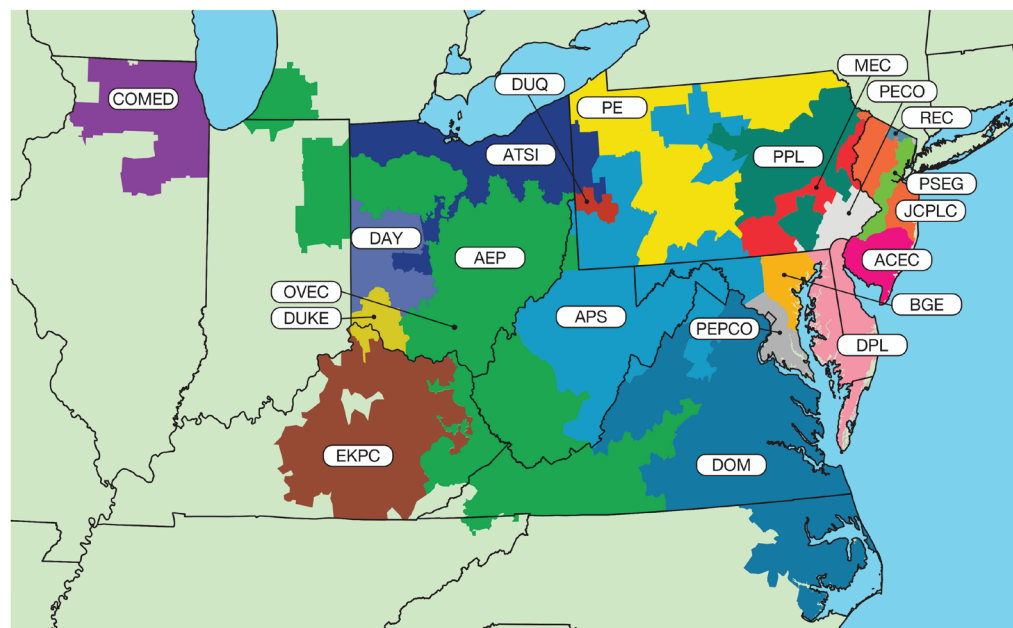 MEC
DUQ
PECO
COMED
PE
REC
ATSI
PPL
PSEG
JCPLC
DAY
AEP
ACEC
OVEC
BGE
DUKE
APS
PEPCO
DPL
EKPC
DOM